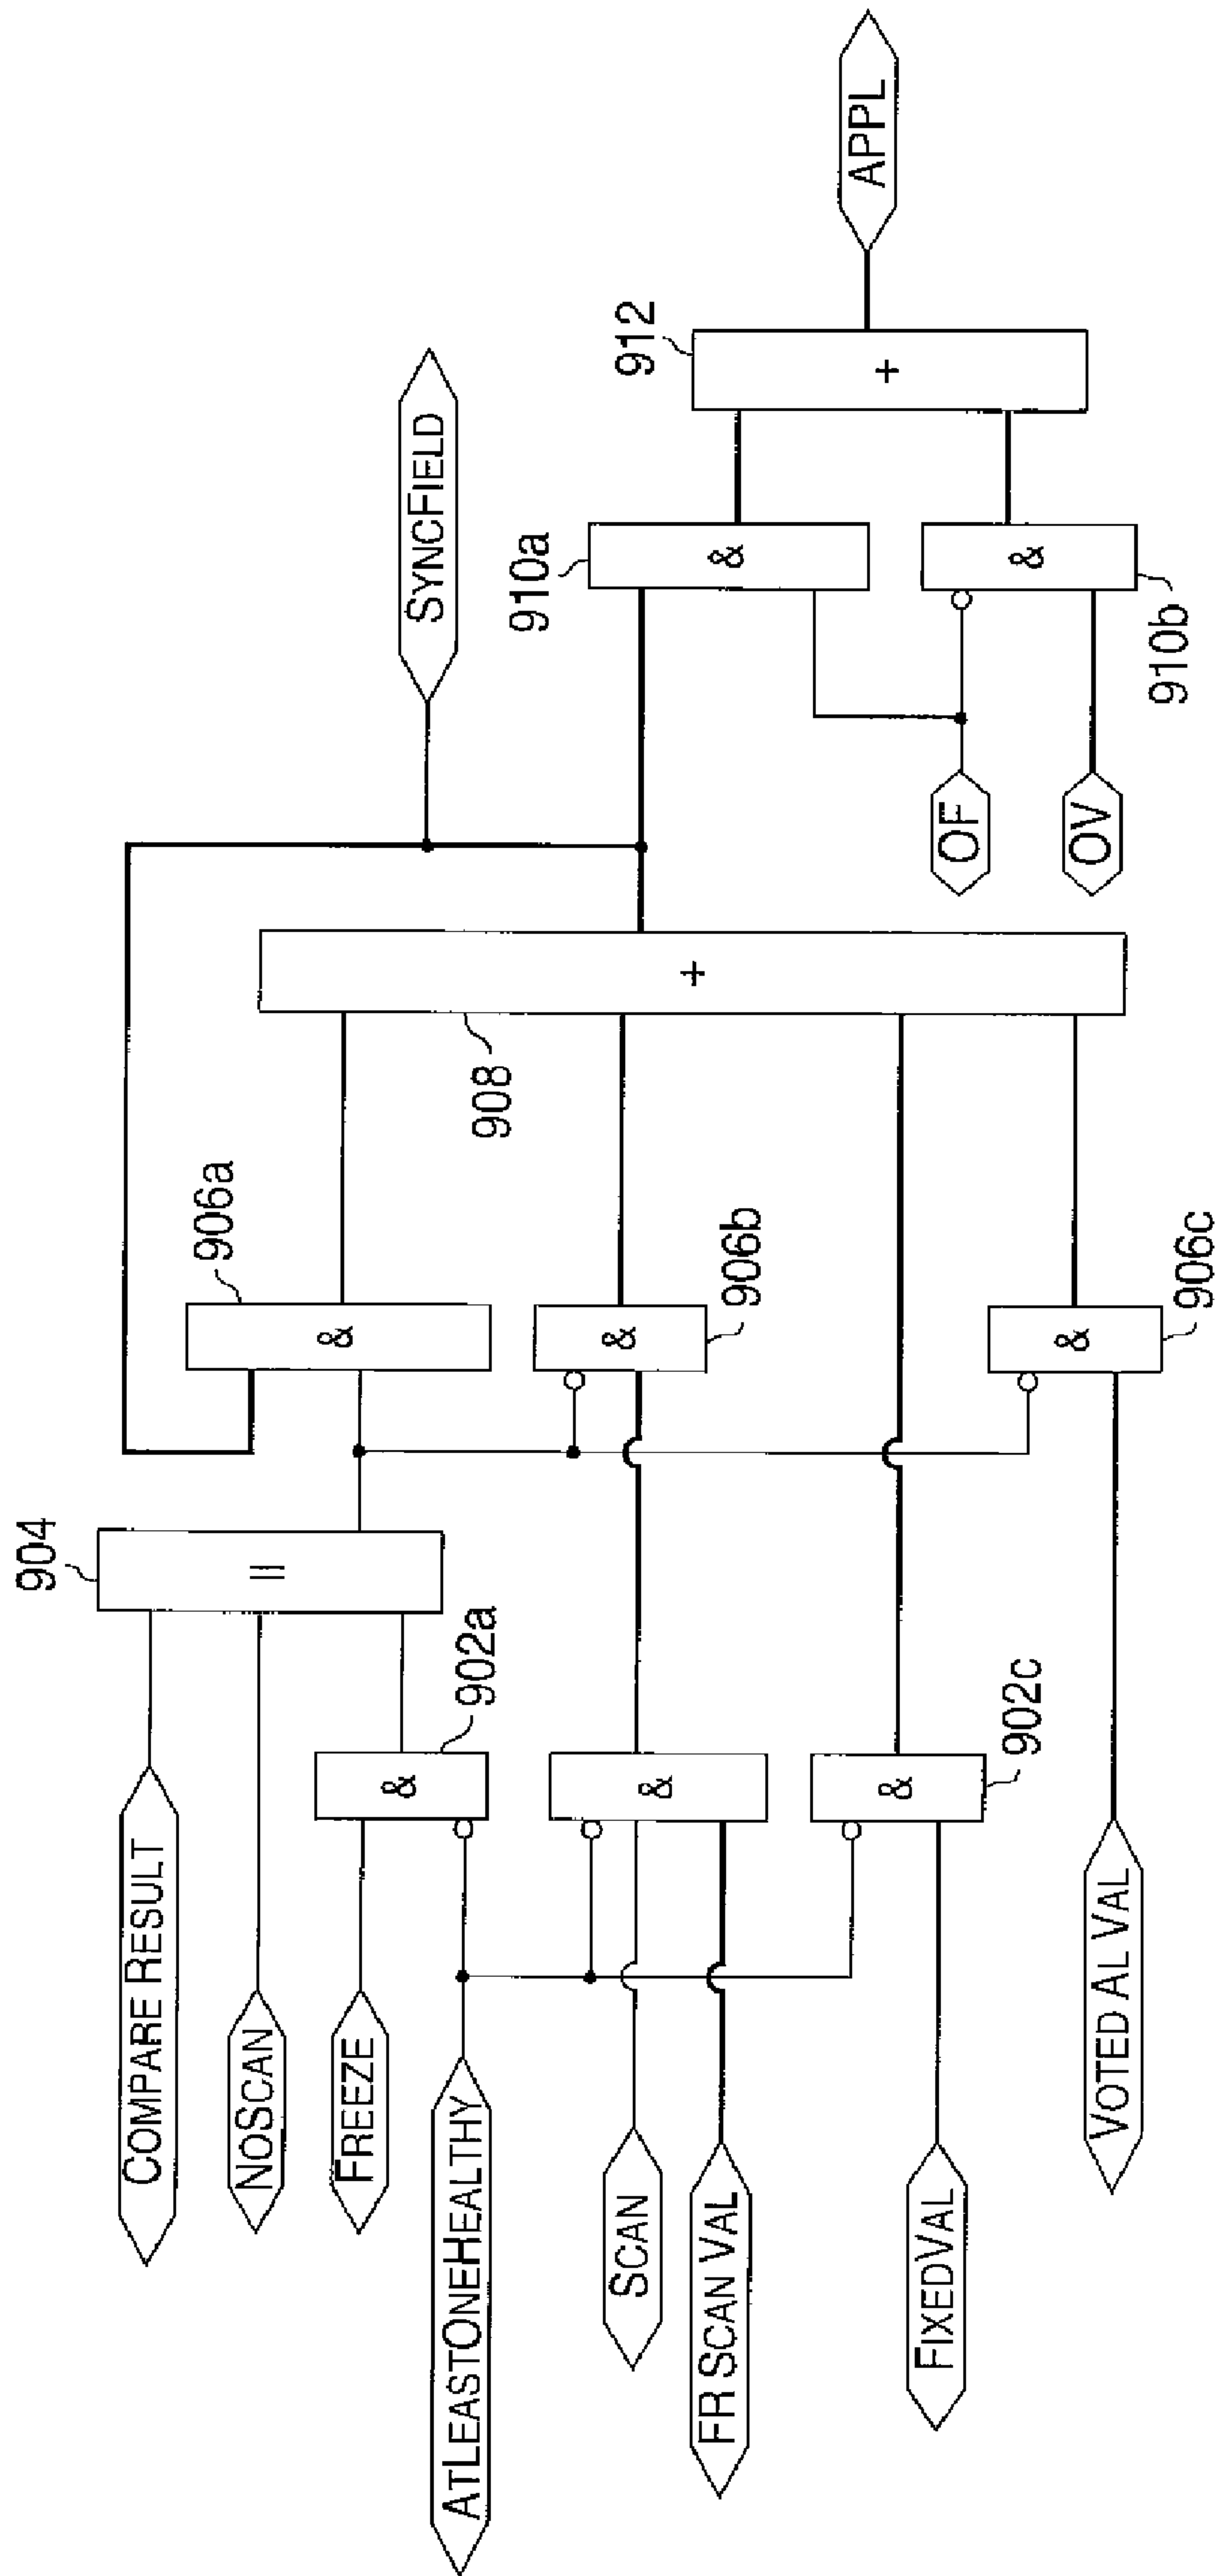 COMPARE RESULT
NOSCAN
FREEZE
ATLEASTONEHEALTHY
SCAN
FR SCAN VAL
FIXEDVAL
VOTED AL VAL
904
=
902a
&
&
&
902c
906a
&
&
906b
&
906c
908
+
SYNCFIELD
OF
OV
910a
&
&
910b
912
+
APPL